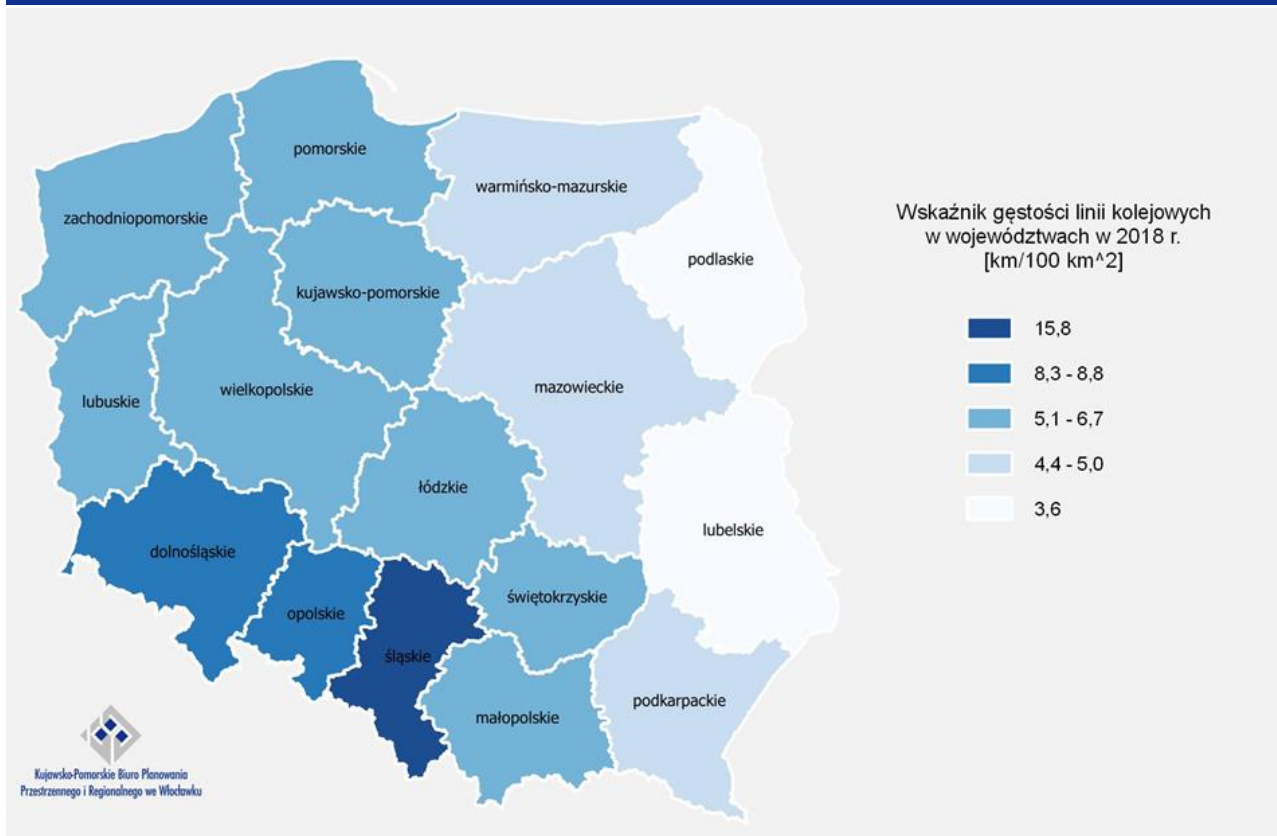 pomorskie
warmińsko-mazurskie
zachodniopomorskie
podlaskie
kujawsko-pomorskie
mazowieckie
wielkopolskie
lubuskie
łódzkie
lubelskie
dolnośląskie
świętokrzyskie
opolskie
śląskie
podkarpackie
małopolskie
Wskaźnik gęstości linii kolejowych
w województwach w 2018 r.
[km/100 km^2]
15,8
8,3 - 8,8
5,1 - 6,7
4,4 - 5,0
3,6
Kujawsko-Pomorskie Biuro Planowania
Przestrzennego i Regionalnego we Włocławku